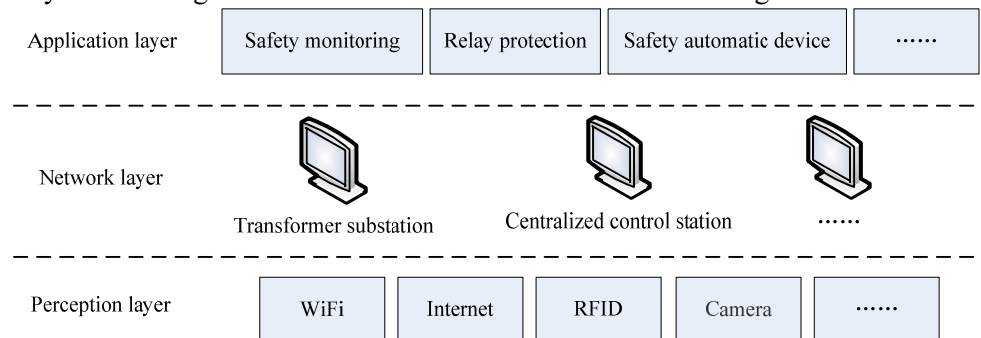 Application layer
Safety monitoring
Relay protection
Safety automatic device
……
Network layer
Transformer substation
Centralized control station
……
Perception layer
WiFi
Internet
RFID
Camera
……